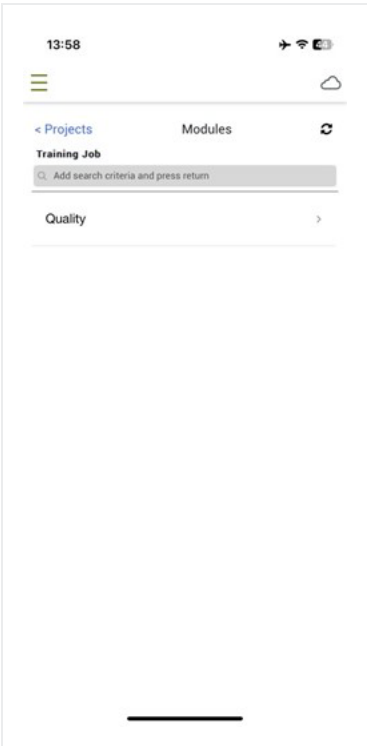 13:58
< Projects
Modules
Training Job
Add search criteria and press return
Quality